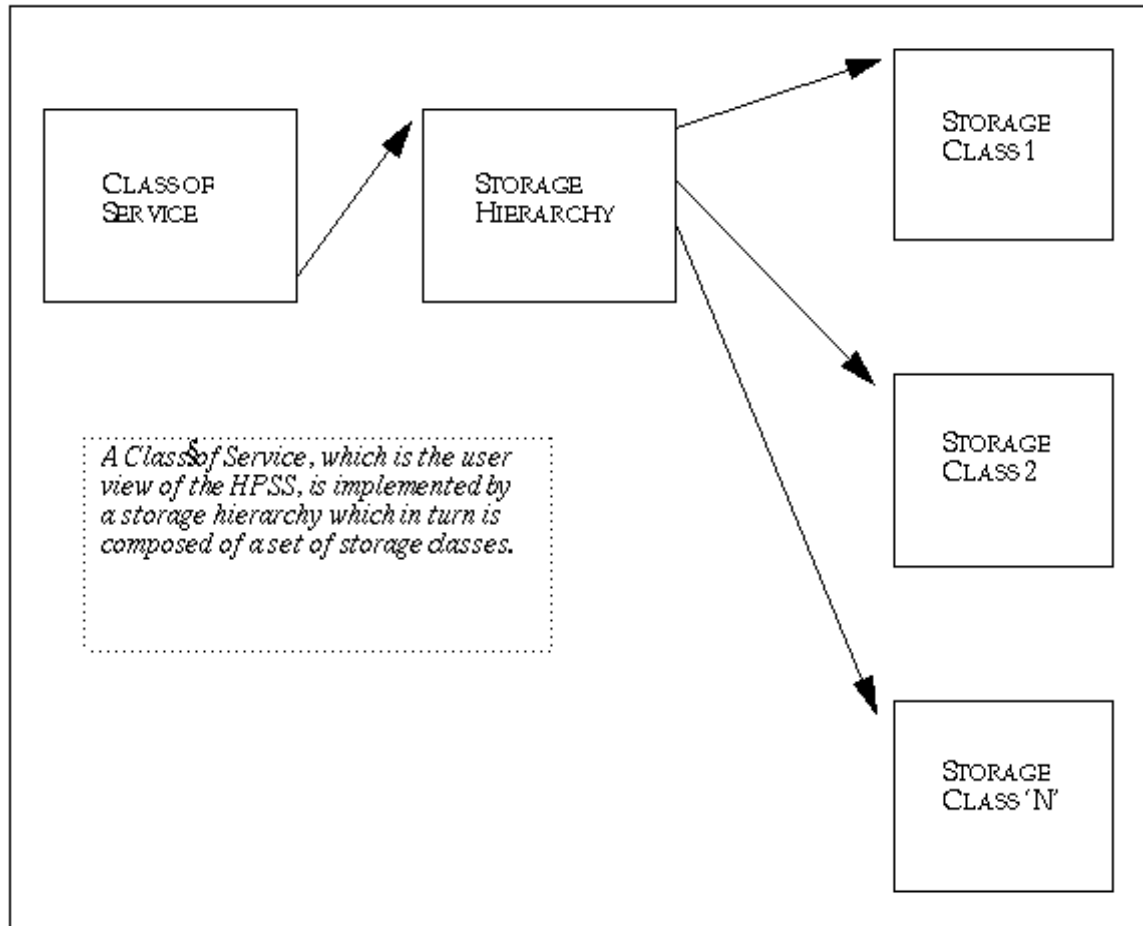 CLASS OF
SERVICE
STORAGE
HIERARCHY
STORAGE
CLASS 1
STORAGE
CLASS 2
STORAGE
CLASS 'N'
A Class of Service, which is the user
view of the HPSS, is implemented by
a storage hierarchy which in turn is
composed of a set of storage classes.